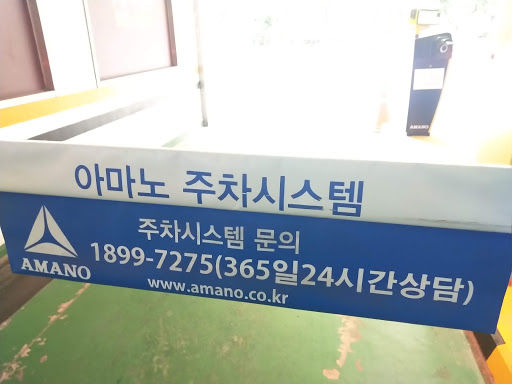 AMANO
아마노 주차시스템
주차시스템 문의
1899-7275(365일24시간상담)
www.amano.co.kr
AMANO